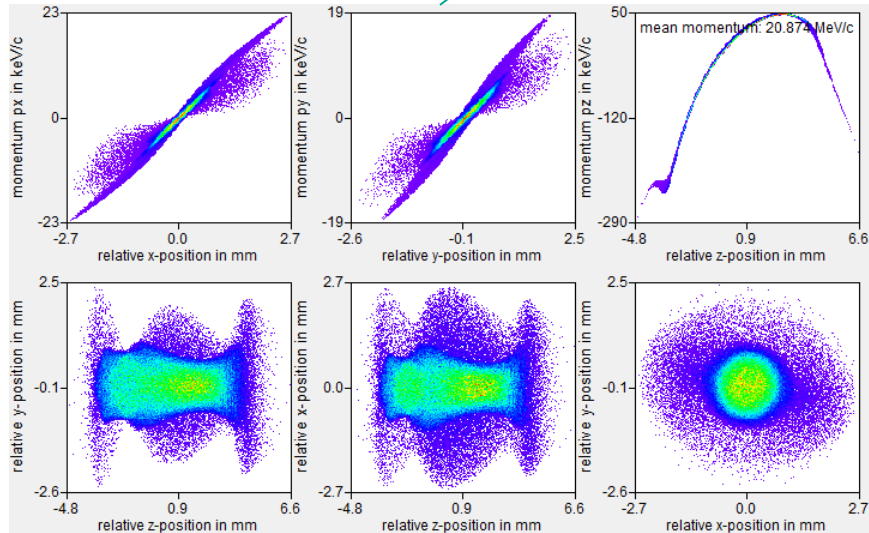 23
momentum px in keV/c
0
-23
-2.7
0.0
2.7
relative x-position in mm
19
momentum py in keV/c
0
-19
-2.6
-0.1
2.5
relative y-position in mm
50
mean momentum: 20.874 MeV/c
momentum pz in keV/c
-120
-290
-4.8
0.9
6.6
relative z-position in mm
2.5
relative y-position in mm
-0.1
-2.6
-4.8
0.9
6.6
relative z-position in mm
2.7
relative x-position in mm
0.0
-2.7
-4.8
0.9
6.6
relative z-position in mm
2.5
relative y-position in mm
-0.1
-2.6
-2.7
0.0
2.7
relative x-position in mm